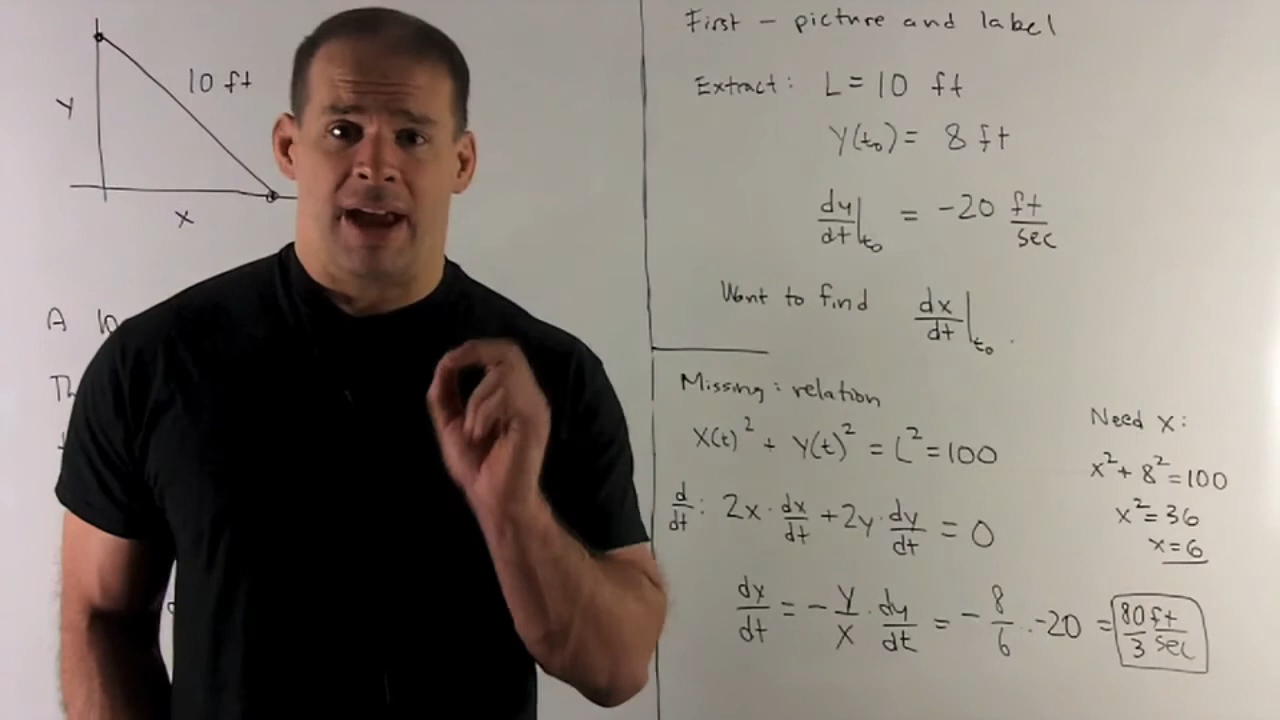 10 ft
y
x
A 10
Th
First - picture and label
Extract: L = 10 ft
y(t₀) = 8 ft
dy/dt|t₀ = -20 ft/sec
Want to find dx/dt|t₀.
Missing: relation
x(t)² + y(t)² = L² = 100
d/dt: 2x · dx/dt + 2y · dy/dt = 0
dx/dt = - y/x · dy/dt = - 8/6 · -20 = 80/3 ft/sec
Need x:
x² + 8² = 100
x² = 36
x = 6